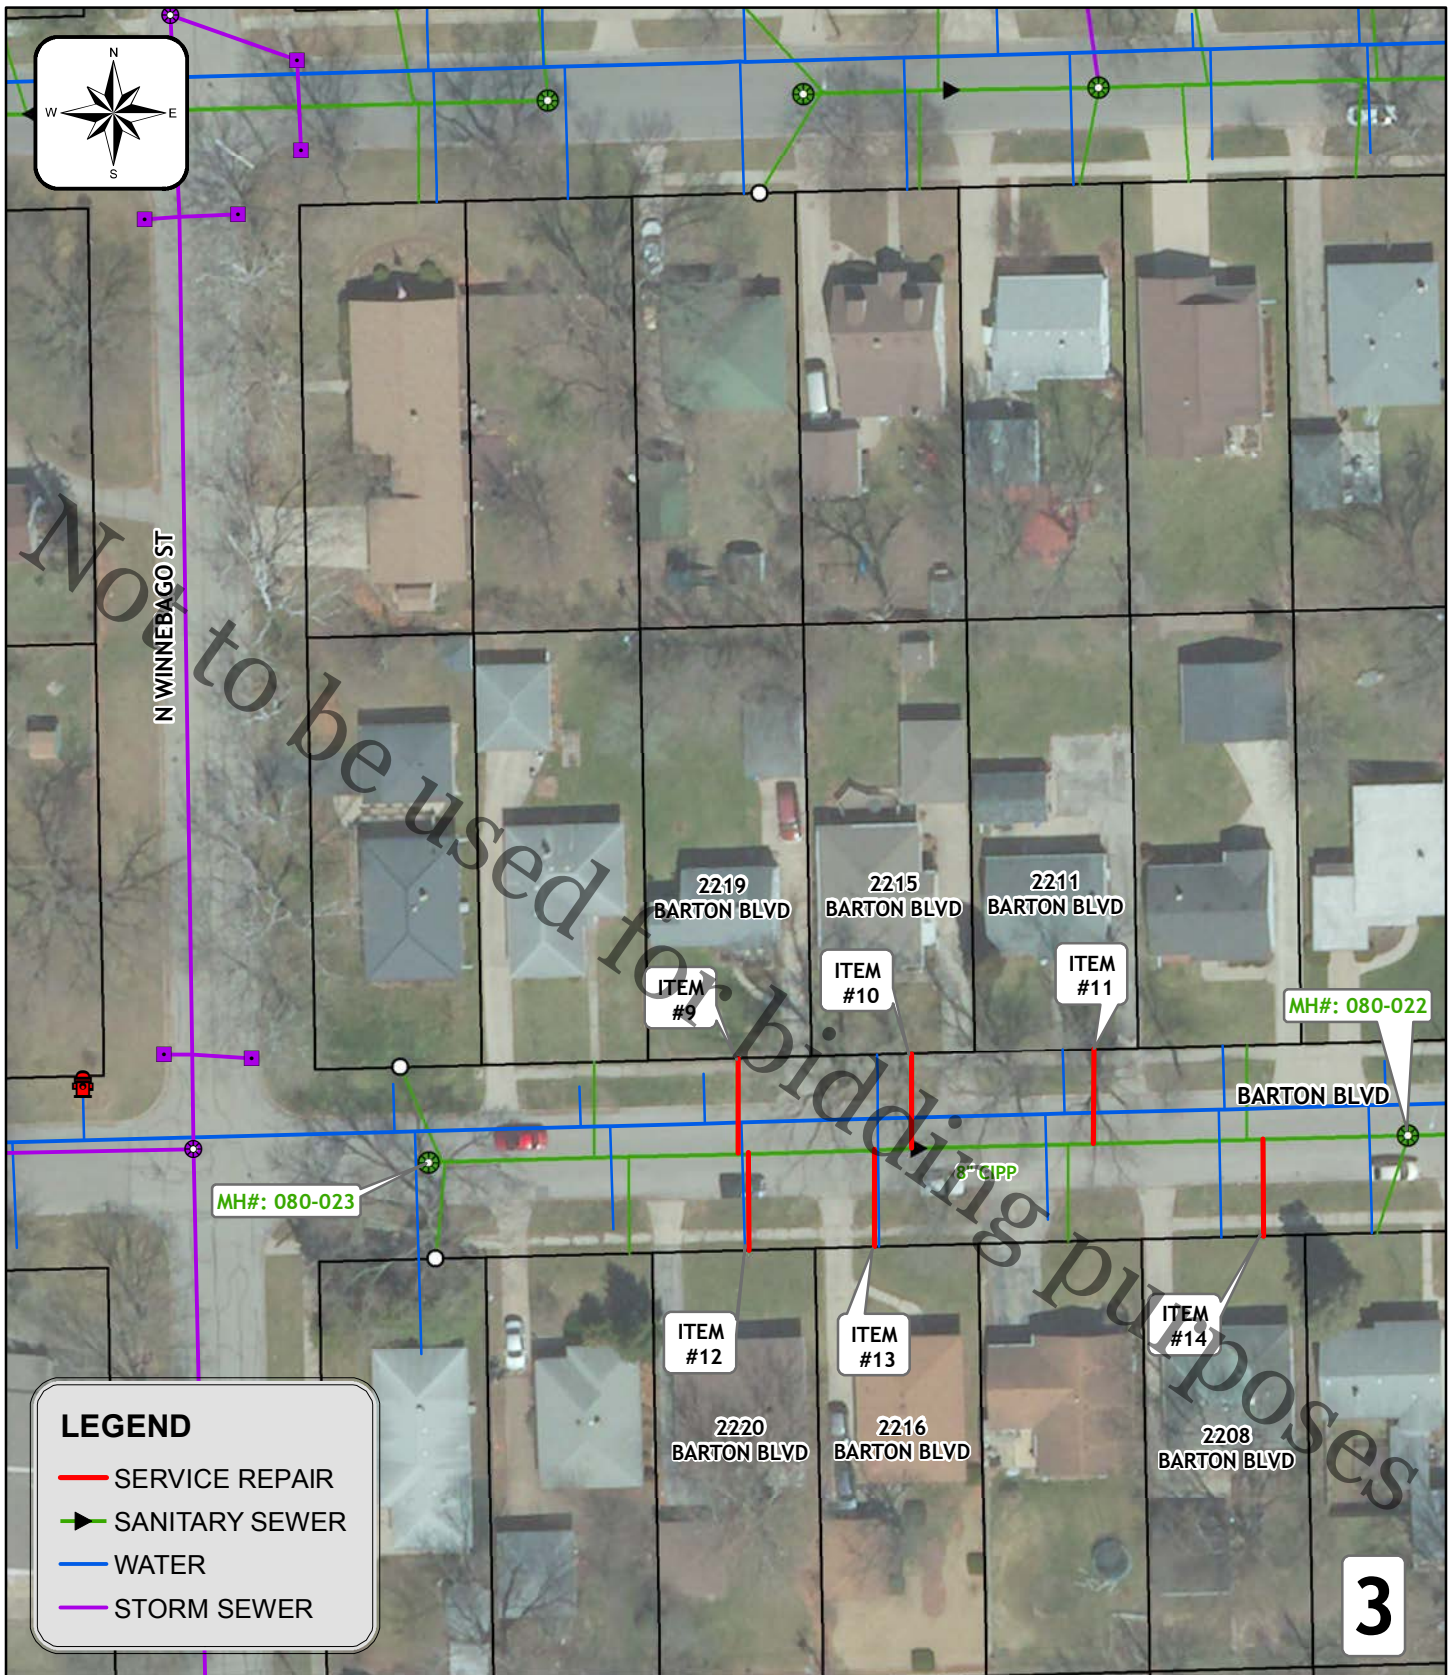 N
W
E
S
N WINNEBAGO ST
Not to be used for bidding purposes
2219
BARTON BLVD
2215
BARTON BLVD
2211
BARTON BLVD
ITEM
#9
ITEM
#10
ITEM
#11
MH#: 080-022
BARTON BLVD
8" CIPP
MH#: 080-023
ITEM
#12
ITEM
#13
ITEM
#14
2220
BARTON BLVD
2216
BARTON BLVD
2208
BARTON BLVD
LEGEND
SERVICE REPAIR
SANITARY SEWER
WATER
STORM SEWER
3